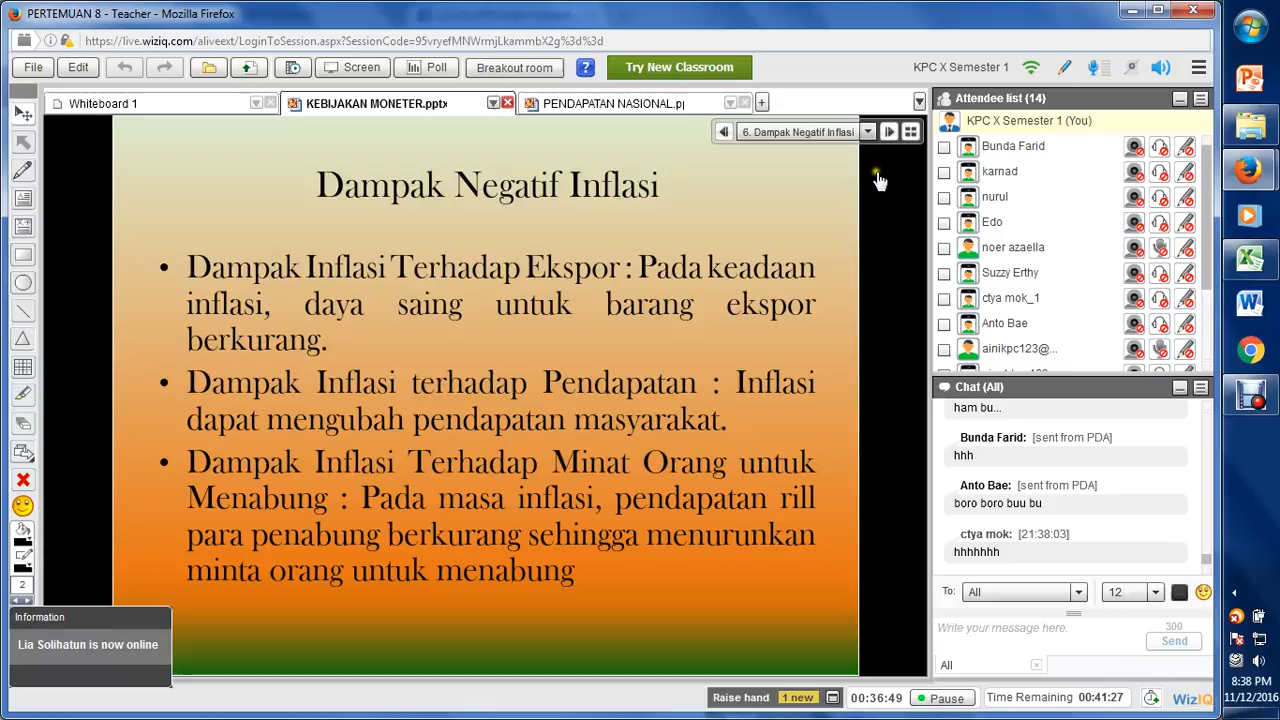 PERTEMUAN 8 - Teacher - Mozilla Firefox
https://live.wiziq.com/aliveext/LoginToSession.aspx?SessionCode=95vryefMNWrmjLkammbX2g%3d%3d
File Edit Screen Poll Breakout room ? Try New Classroom KPC X Semester 1
Whiteboard 1 KEBIJAKAN MONETER.pptx PENDAPATAN NASIONAL.p
6. Dampak Negatif Inflasi
Dampak Negatif Inflasi
• Dampak Inflasi Terhadap Ekspor : Pada keadaan
inflasi, daya saing untuk barang ekspor
berkurang.
• Dampak Inflasi terhadap Pendapatan : Inflasi
dapat mengubah pendapatan masyarakat.
• Dampak Inflasi Terhadap Minat Orang untuk
Menabung : Pada masa inflasi, pendapatan rill
para penabung berkurang sehingga menurunkan
minta orang untuk menabung
2
Information
Lia Solihatun is now online
Attendee list (14)
KPC X Semester 1 (You)
Bunda Farid
karnad
nurul
Edo
noer azaella
Suzzy Erthy
ctya mok_1
Anto Bae
ainikpc123@...
Chat (All)
ham bu...
Bunda Farid: [sent from PDA]
hhh
Anto Bae: [sent from PDA]
boro boro buu bu
ctya mok: [21:38:03]
hhhhhhh
To: All 12
Write your message here. 300
Send
All
Raise hand 1 new 00:36:49 Pause Time Remaining 00:41:27 WizIQ
8:38 PM
11/12/2016